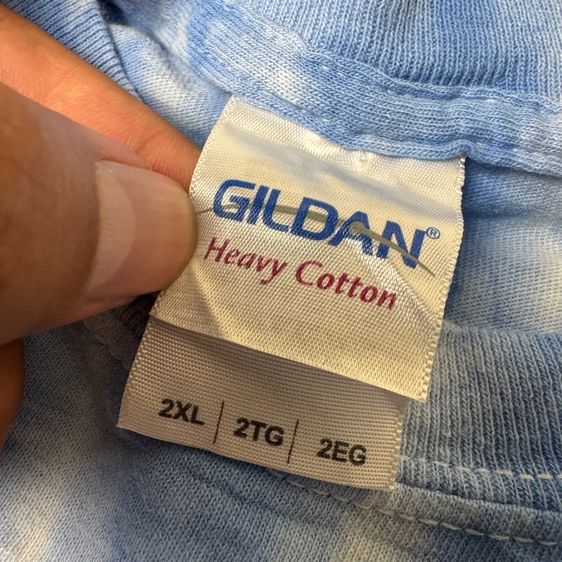 GILDAN®
Heavy Cotton
2XL | 2TG | 2EG